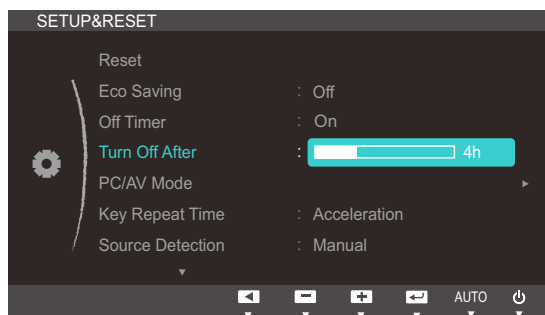 SETUP&RESET
Reset
Eco Saving : Off
Off Timer : On
Turn Off After : 4h
PC/AV Mode
Key Repeat Time : Acceleration
Source Detection : Manual
AUTO